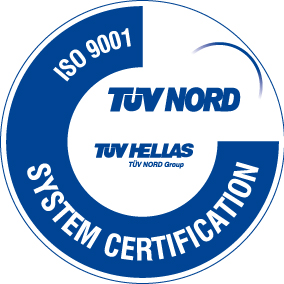 ISO 9001
TÜV NORD
TÜV HELLAS
TÜV NORD Group
SYSTEM CERTIFICATION